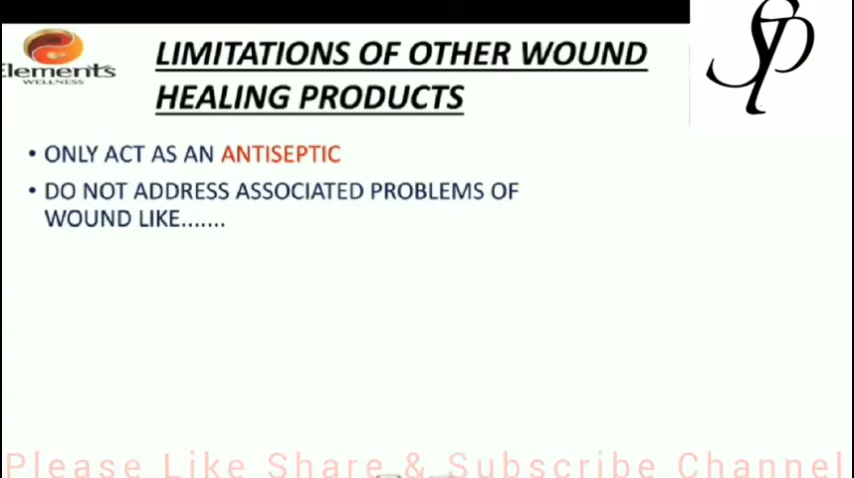 Elements
WELLNESS
LIMITATIONS OF OTHER WOUND
HEALING PRODUCTS
• ONLY ACT AS AN ANTISEPTIC
• DO NOT ADDRESS ASSOCIATED PROBLEMS OF
WOUND LIKE.......
Please Like Share & Subscribe Channel